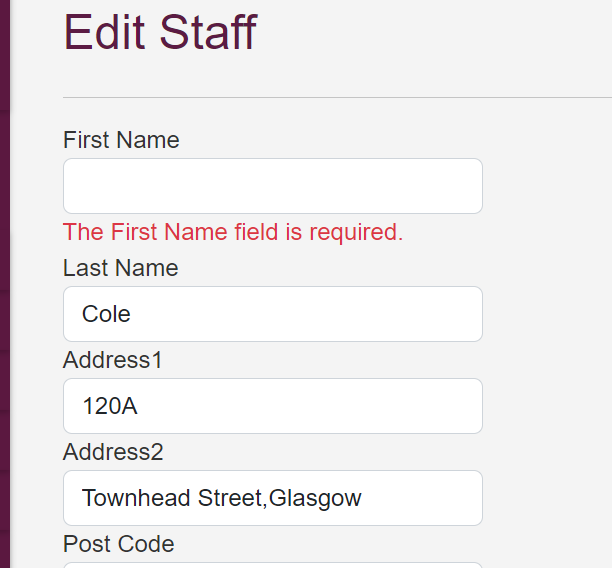 Edit Staff
First Name
The First Name field is required.
Last Name
Cole
Address1
120A
Address2
Townhead Street,Glasgow
Post Code